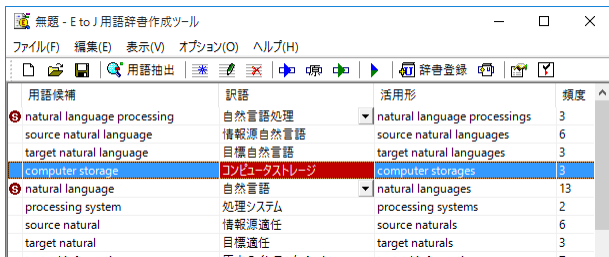 無題 - E to J 用語辞書作成ツール
ファイル(F) 編集(E) 表示(V) オプション(O) ヘルプ(H)
用語抽出 辞書登録
用語候補 訳語 活用形 頻度
natural language processing 自然言語処理 natural language processings 3
source natural language 情報源自然言語 source natural languages 6
target natural language 目標自然言語 target natural languages 3
computer storage コンピュータストレージ computer storages 3
natural language 自然言語 natural languages 13
processing system 処理システム processing systems 2
source natural 情報源適任 source naturals 6
target natural 目標適任 target naturals 3